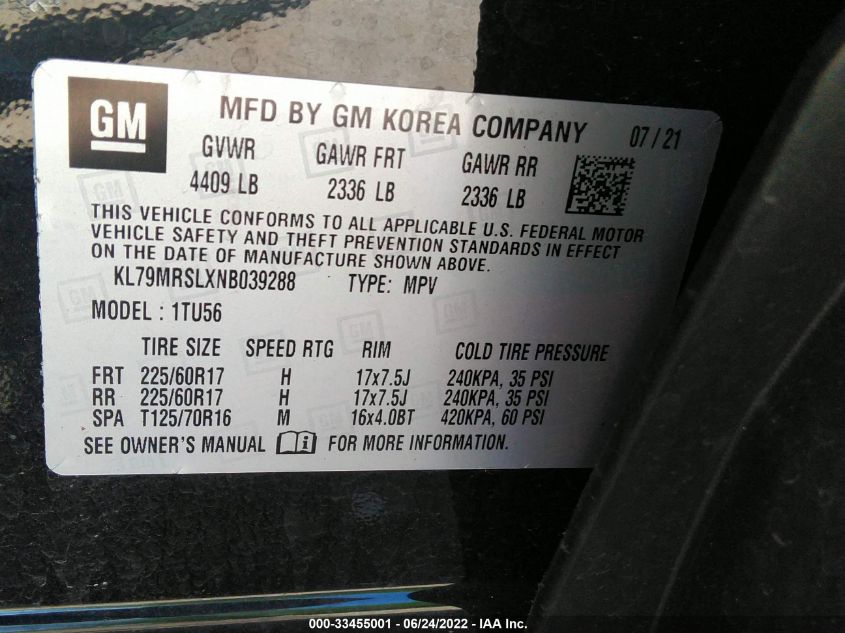 GM MFD BY GM KOREA COMPANY 07/21
GVWR GAWR FRT GAWR RR
4409 LB 2336 LB 2336 LB
THIS VEHICLE CONFORMS TO ALL APPLICABLE U.S. FEDERAL MOTOR
VEHICLE SAFETY AND THEFT PREVENTION STANDARDS IN EFFECT
ON THE DATE OF MANUFACTURE SHOWN ABOVE.
KL79MRSLXNB039288 TYPE: MPV
MODEL : 1TU56
TIRE SIZE SPEED RTG RIM COLD TIRE PRESSURE
FRT 225/60R17 H 17x7.5J 240KPA, 35 PSI
RR 225/60R17 H 17x7.5J 240KPA, 35 PSI
SPA T125/70R16 M 16x4.0BT 420KPA, 60 PSI
SEE OWNER'S MANUAL i FOR MORE INFORMATION.
000-33455001 - 06/24/2022 - IAA Inc.